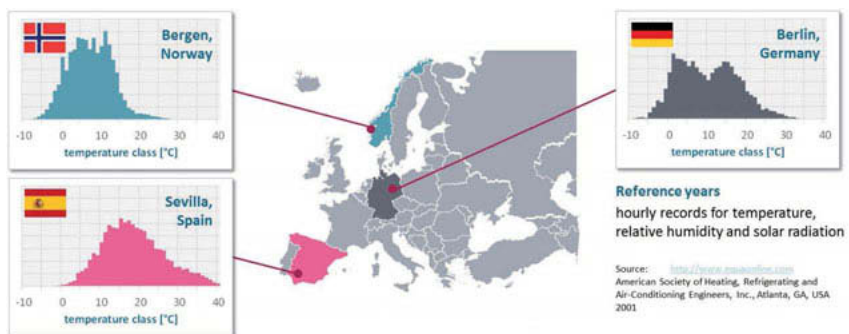 Bergen,
Norway
-10 0 10 20 30 40
temperature class [°C]
Sevilla,
Spain
-10 0 10 20 30 40
temperature class [°C]
Berlin,
Germany
-10 0 10 20 30 40
temperature class [°C]
Reference years
hourly records for temperature,
relative humidity and solar radiation
Source:
American Society of Heating, Refrigerating and
Air-Conditioning Engineers, Inc., Atlanta, GA, USA
2001